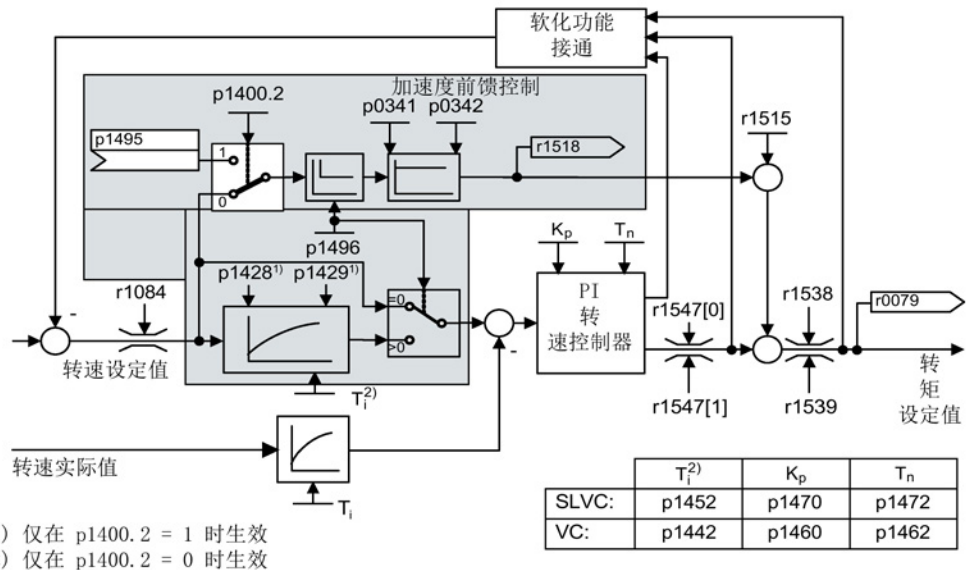 软化功能
接通
加速度前馈控制
p1400.2
p0341
p0342
r1515
p1495
r1518
1
0
p1496
Kp
Tn
p1428¹⁾
p1429¹⁾
r1084
=0
>0
PI
转
速控制器
r1547[0]
r1538
r0079
-
-
转速设定值
Ti²⁾
r1547[1]
r1539
转
矩
设定值
转速实际值
Ti
Ti²⁾ Kp Tn
SLVC: p1452 p1470 p1472
VC: p1442 p1460 p1462
) 仅在 p1400.2 = 1 时生效
) 仅在 p1400.2 = 0 时生效